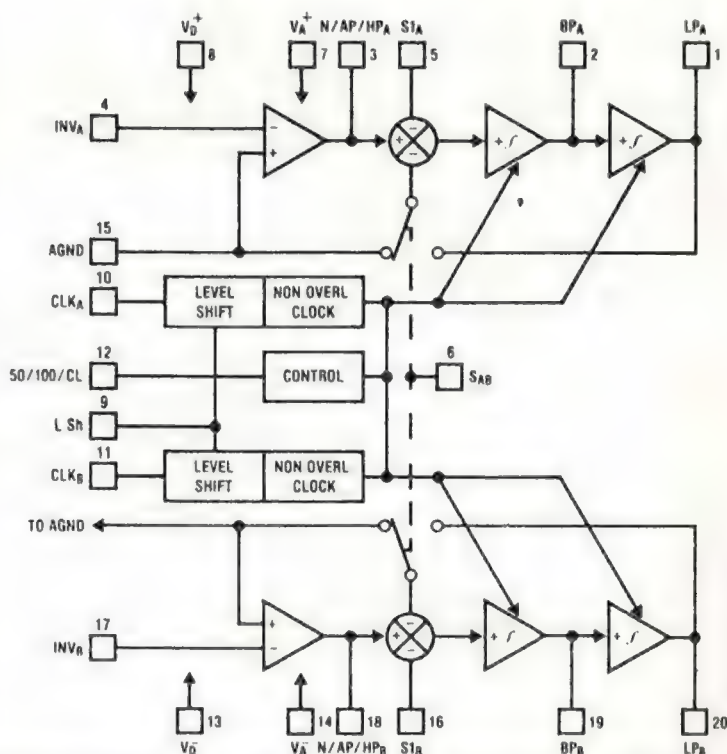 V_D^+ V_A^+ N/AP/HP_A S1_A BP_A LP_A
8 7 3 5 2 1
4
INV_A
− + + − − + ∫ + ∫
15
AGND
10
CLK_A LEVEL SHIFT NON OVERL CLOCK
12
50/100/CL CONTROL
6
S_AB
9
L Sh
11
CLK_B LEVEL SHIFT NON OVERL CLOCK
TO AGND
+ − + − − + ∫ + ∫
17
INV_B
13 14 18 16 19 20
V_D^- V_A^- N/AP/HP_B S1_B BP_B LP_B